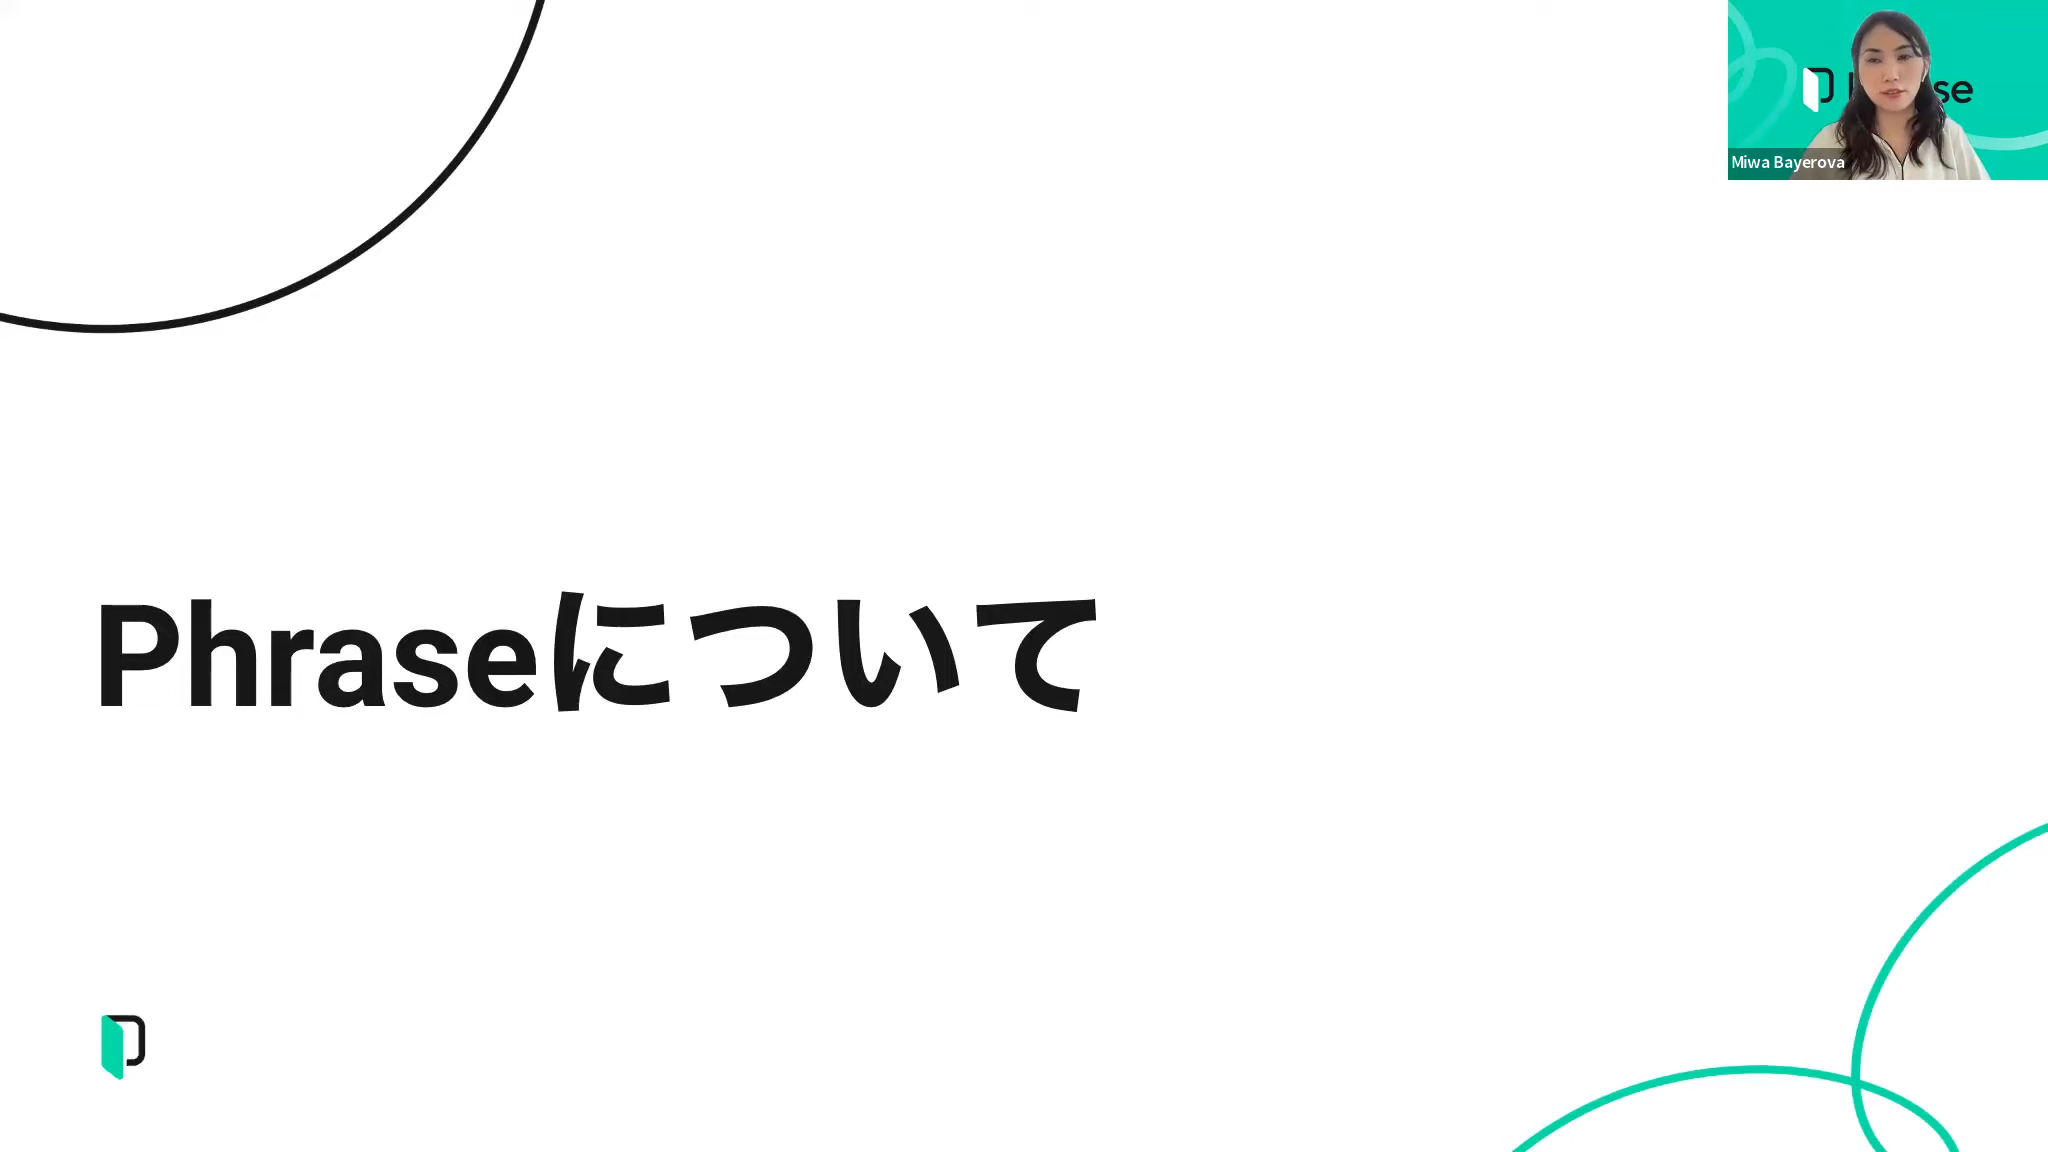 Phraseについて
Miwa Bayerova